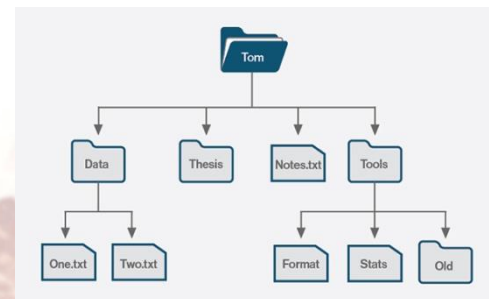 Tom
Data
Thesis
Notes.txt
Tools
One.txt
Two.txt
Format
Stats
Old